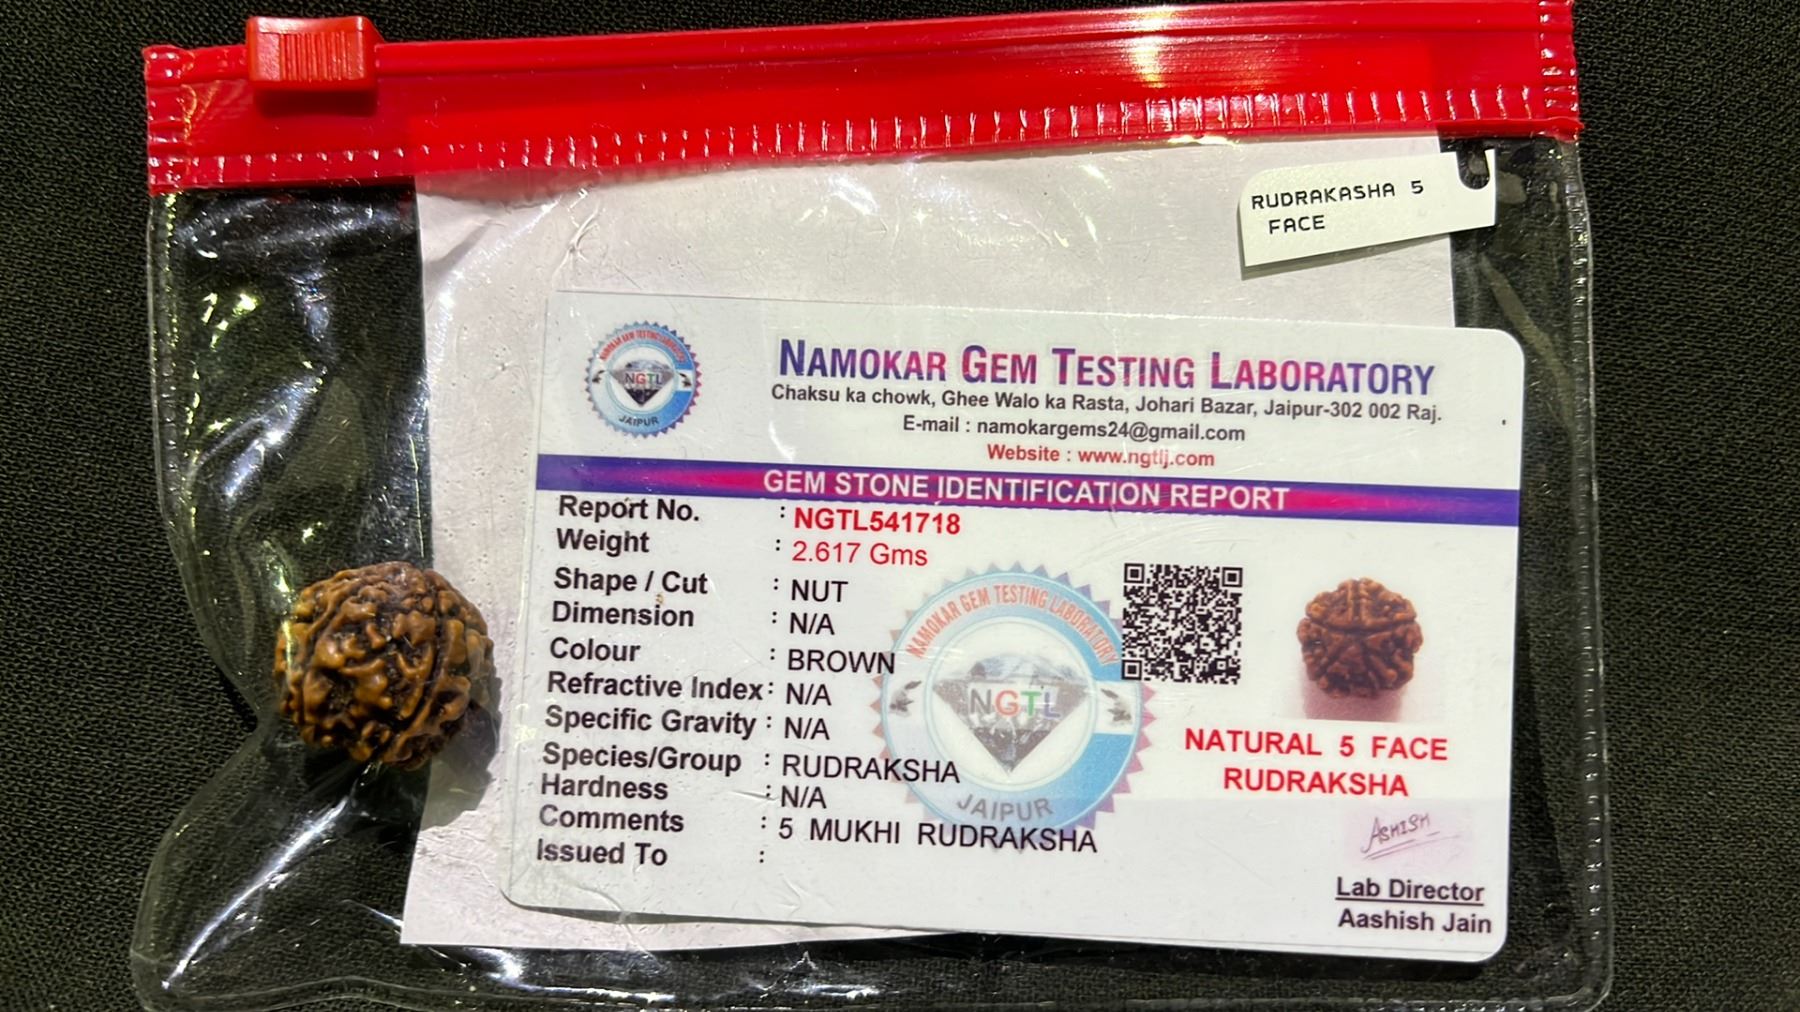 RUDRAKASHA 5
FACE
NAMOKAR GEM TESTING LABORATORY
NGTL
JAIPUR
Chaksu ka chowk, Ghee Walo ka Rasta, Johari Bazar, Jaipur-302 002 Raj.
E-mail : namokargems24@gmail.com
Website : www.ngtlj.com
GEM STONE IDENTIFICATION REPORT
Report No. : NGTL541718
Weight : 2.617 Gms
Shape / Cut : NUT
Dimension : N/A
Colour : BROWN
Refractive Index : N/A
Specific Gravity : N/A
Species/Group : RUDRAKSHA
Hardness : N/A
Comments : 5 MUKHI RUDRAKSHA
Issued To :
NAMOKAR GEM TESTING LABORATORY
NGTL
JAIPUR
NATURAL 5 FACE
RUDRAKSHA
ASHISH
Lab Director
Aashish Jain